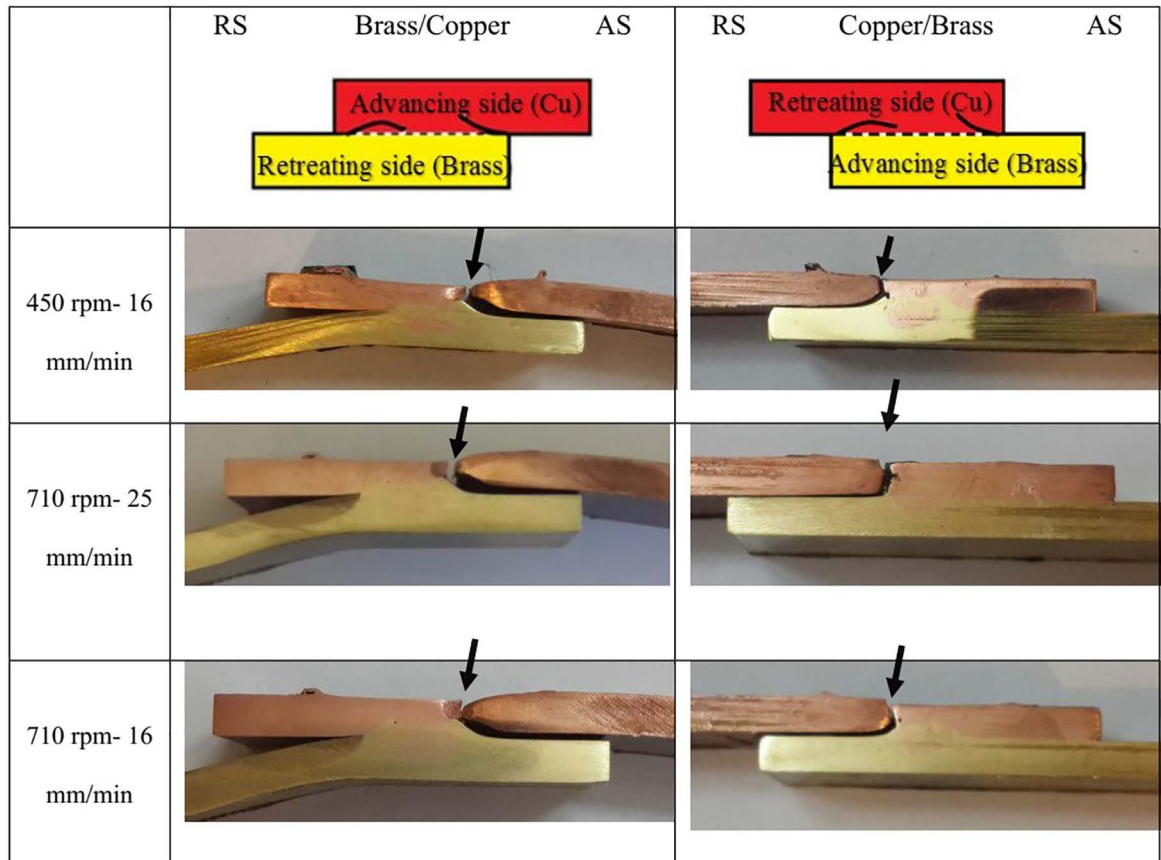 RS Brass/Copper AS
RS Copper/Brass AS
Advancing side (Cu)
Retreating side (Brass)
Retreating side (Cu)
Advancing side (Brass)
450 rpm- 16
mm/min
710 rpm- 25
mm/min
710 rpm- 16
mm/min